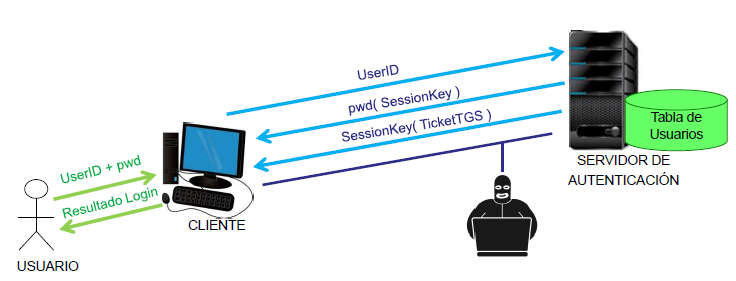 UserID
pwd( SessionKey )
SessionKey( TicketTGS )
Tabla de
Usuarios
SERVIDOR DE
AUTENTICACIÓN
UserID + pwd
Resultado Login
CLIENTE
USUARIO